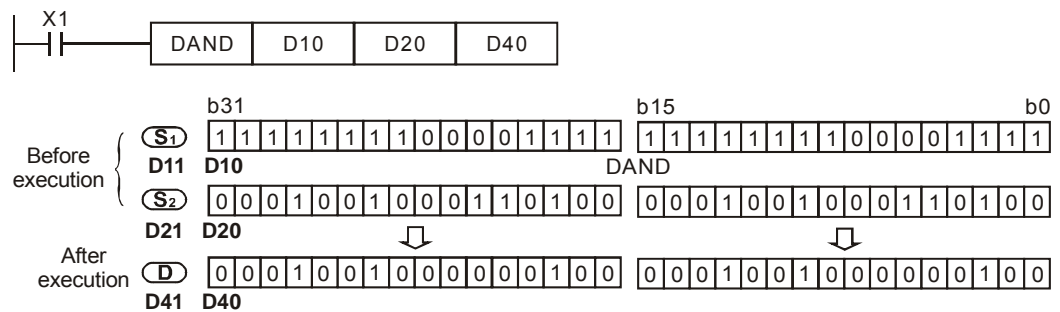 X1
DAND D10 D20 D40
b31 b15 b0
Before execution
S1 1 1 1 1 1 1 1 1 0 0 0 0 1 1 1 1 1 1 1 1 1 1 1 1 0 0 0 0 1 1 1 1
D11 D10 DAND
S2 0 0 0 1 0 0 1 0 0 0 1 1 0 1 0 0 0 0 0 1 0 0 1 0 0 0 1 1 0 1 0 0
D21 D20
After execution
D 0 0 0 1 0 0 1 0 0 0 0 0 0 1 0 0 0 0 0 1 0 0 1 0 0 0 0 0 0 1 0 0
D41 D40